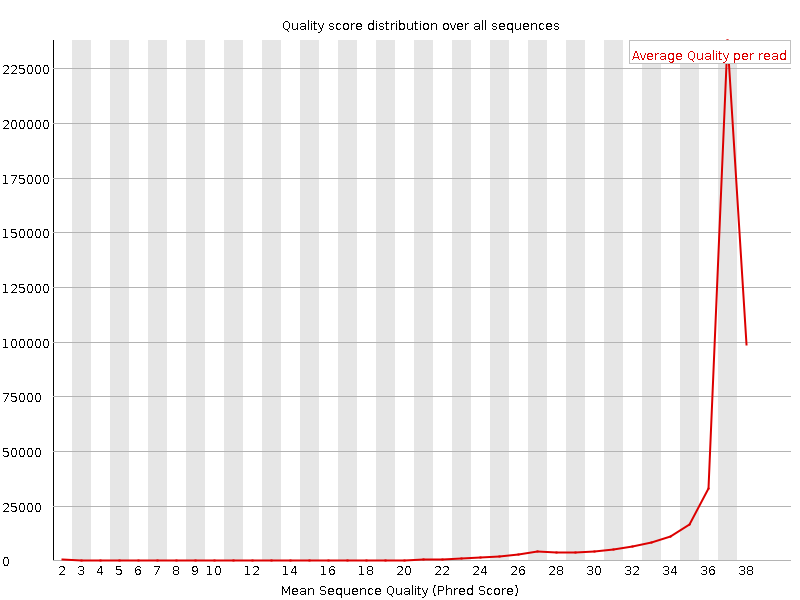 Quality score distribution over all sequences
Average Quality per read
225000
200000
175000
150000
125000
100000
75000
50000
25000
0
2 3 4 5 6 7 8 9 10 12 14 16 18 20 22 24 26 28 30 32 34 36 38
Mean Sequence Quality (Phred Score)